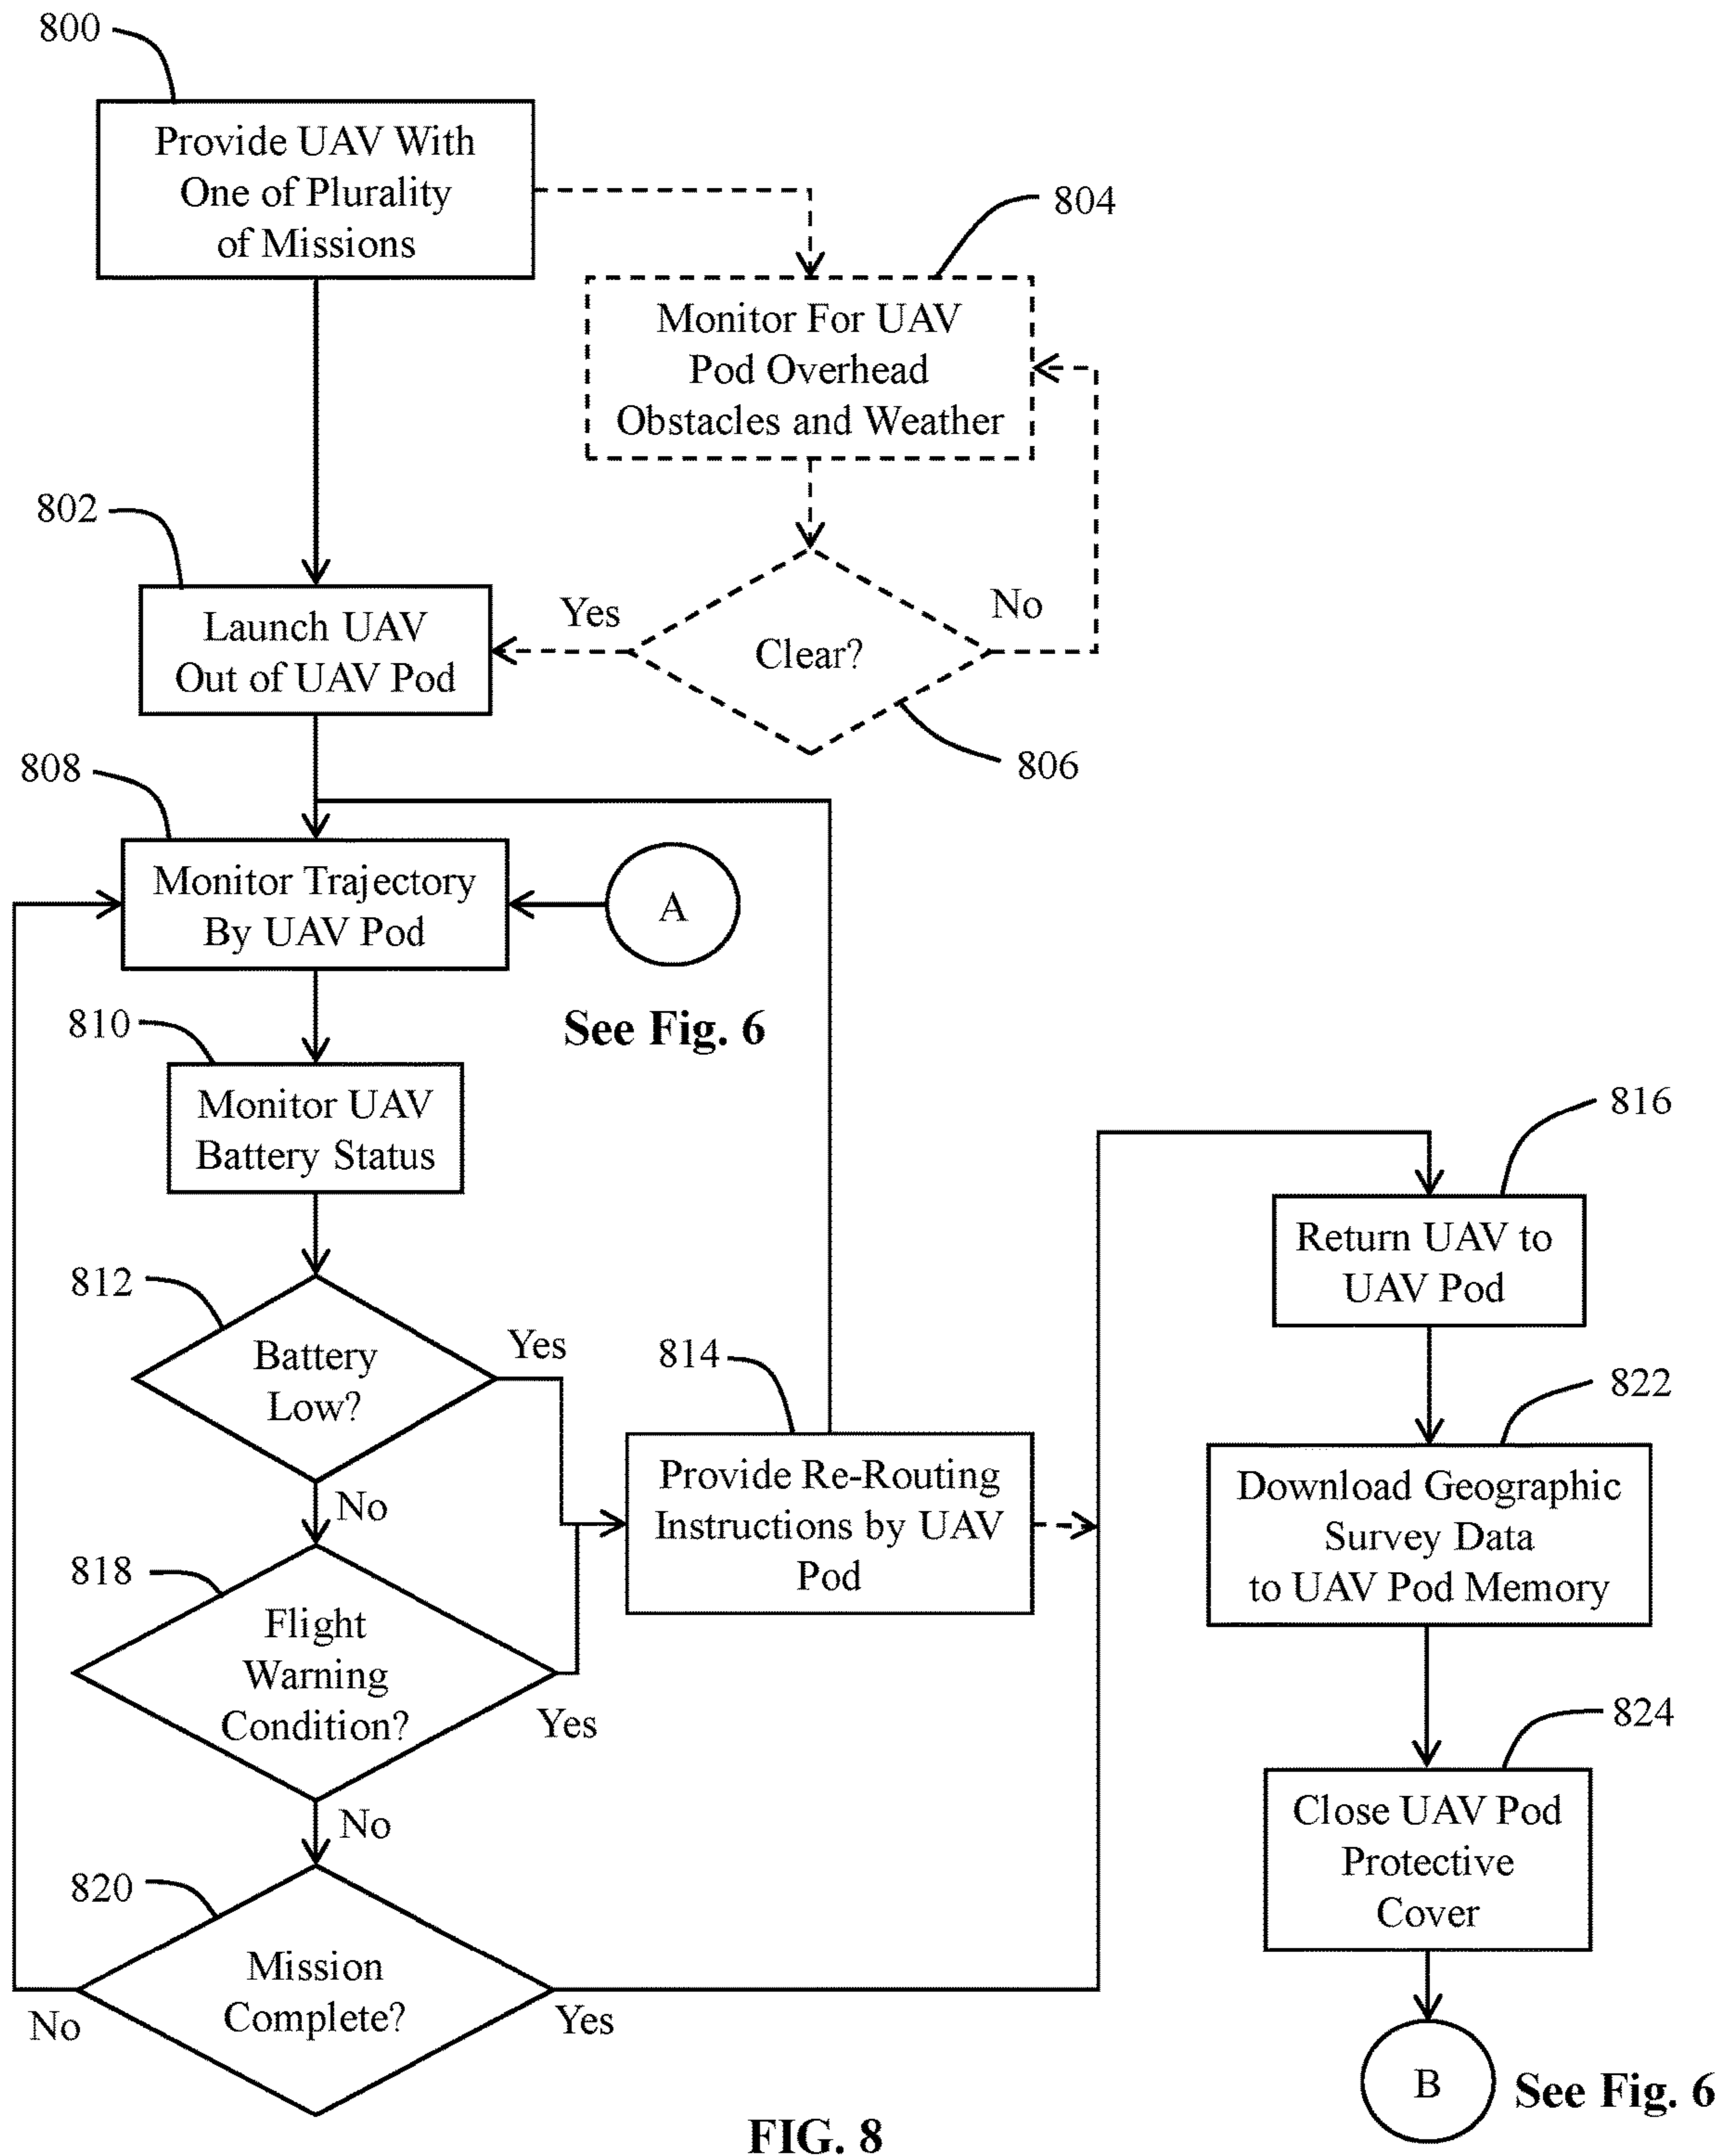 800
Provide UAV With
One of Plurality
of Missions
804
Monitor For UAV
Pod Overhead
Obstacles and Weather
802
Launch UAV
Out of UAV Pod
Yes
Clear?
No
806
808
Monitor Trajectory
By UAV Pod
A
See Fig. 6
810
Monitor UAV
Battery Status
812
Battery
Low?
Yes
No
814
Provide Re-Routing
Instructions by UAV
Pod
818
Flight
Warning
Condition?
Yes
No
820
Mission
Complete?
No
Yes
816
Return UAV to
UAV Pod
822
Download Geographic
Survey Data
to UAV Pod Memory
824
Close UAV Pod
Protective
Cover
B
See Fig. 6
FIG. 8